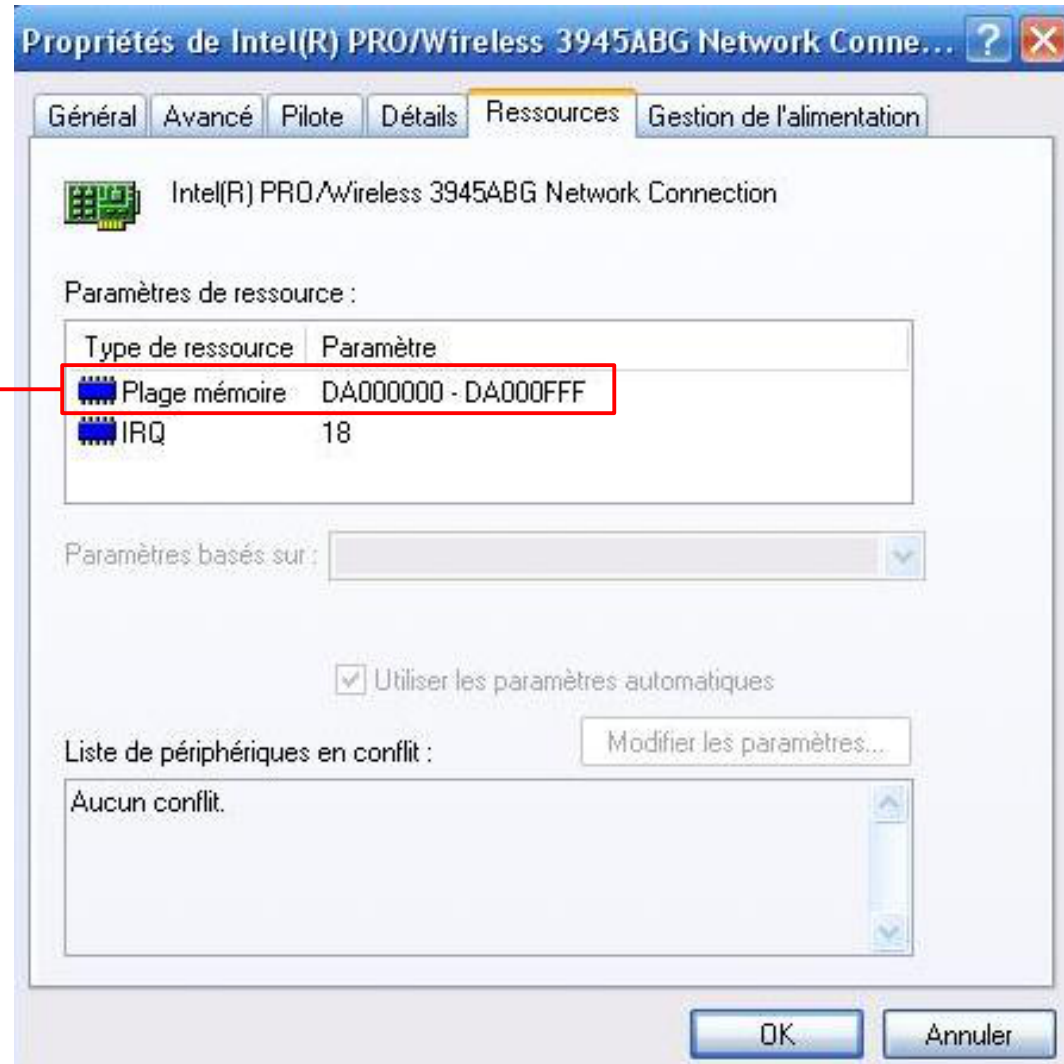 Propriétés de Intel(R) PRO/Wireless 3945ABG Network Conne...
Général Avancé Pilote Détails Ressources Gestion de l'alimentation
Intel(R) PRO/Wireless 3945ABG Network Connection
Paramètres de ressource :
Type de ressource Paramètre
Plage mémoire DA000000 - DA000FFF
IRQ 18
Paramètres basés sur :
Utiliser les paramètres automatiques
Liste de périphériques en conflit : Modifier les paramètres...
Aucun conflit.
OK Annuler